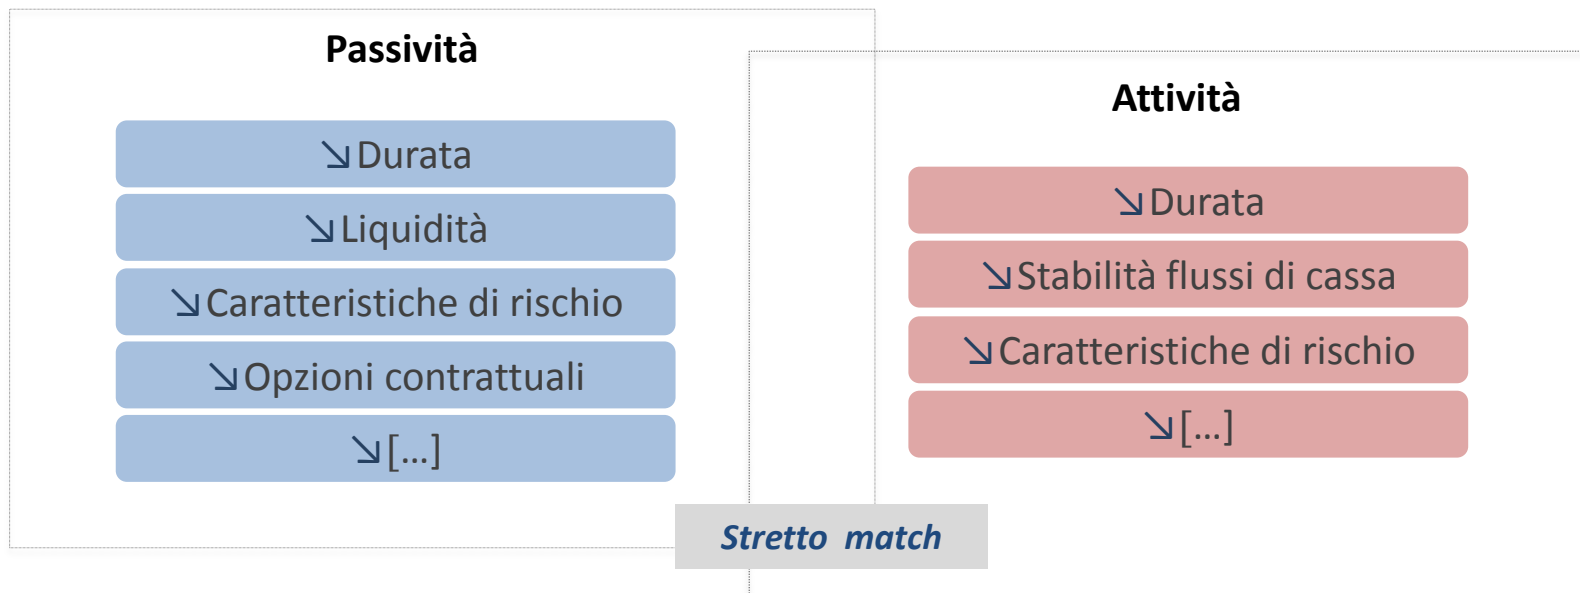 Passività
↘Durata
↘Liquidità
↘Caratteristiche di rischio
↘Opzioni contrattuali
↘[...]
Attività
↘Durata
↘Stabilità flussi di cassa
↘Caratteristiche di rischio
↘[...]
Stretto match